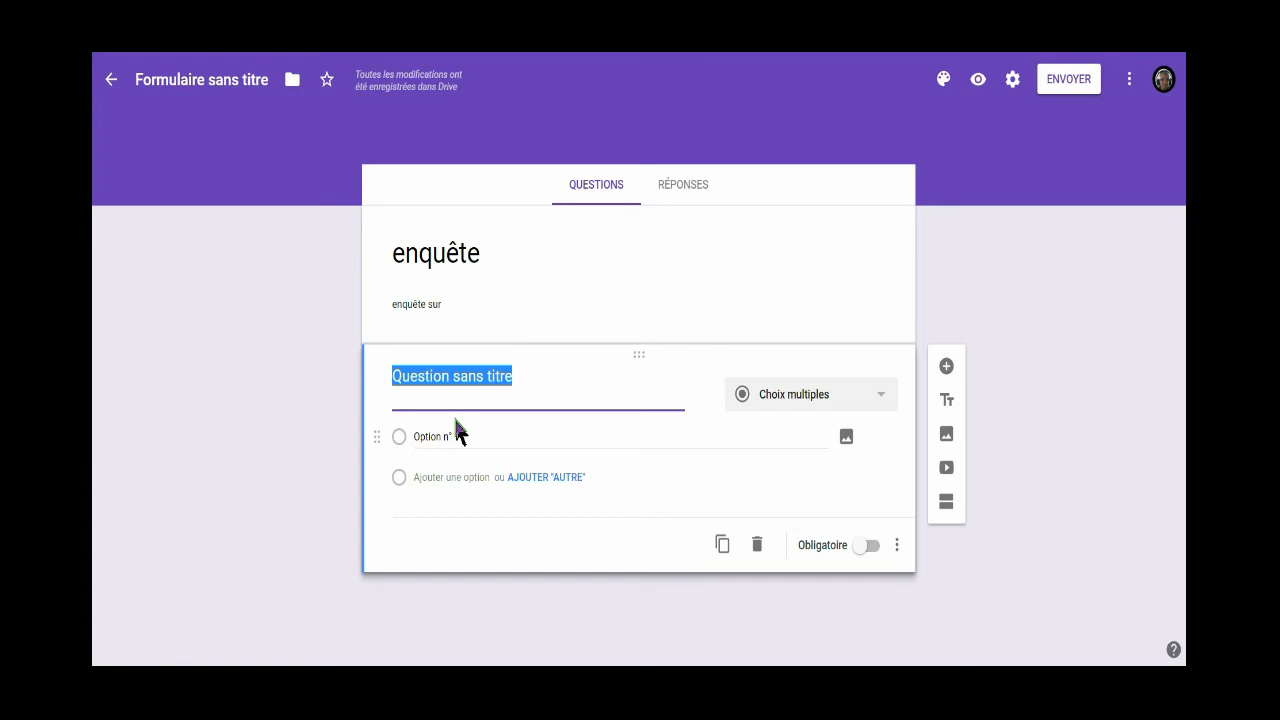 Formulaire sans titre
Toutes les modifications ont
été enregistrées dans Drive
ENVOYER
QUESTIONS RÉPONSES
enquête
enquête sur
Question sans titre
Choix multiples
Option n°
Ajouter une option ou AJOUTER "AUTRE"
Obligatoire